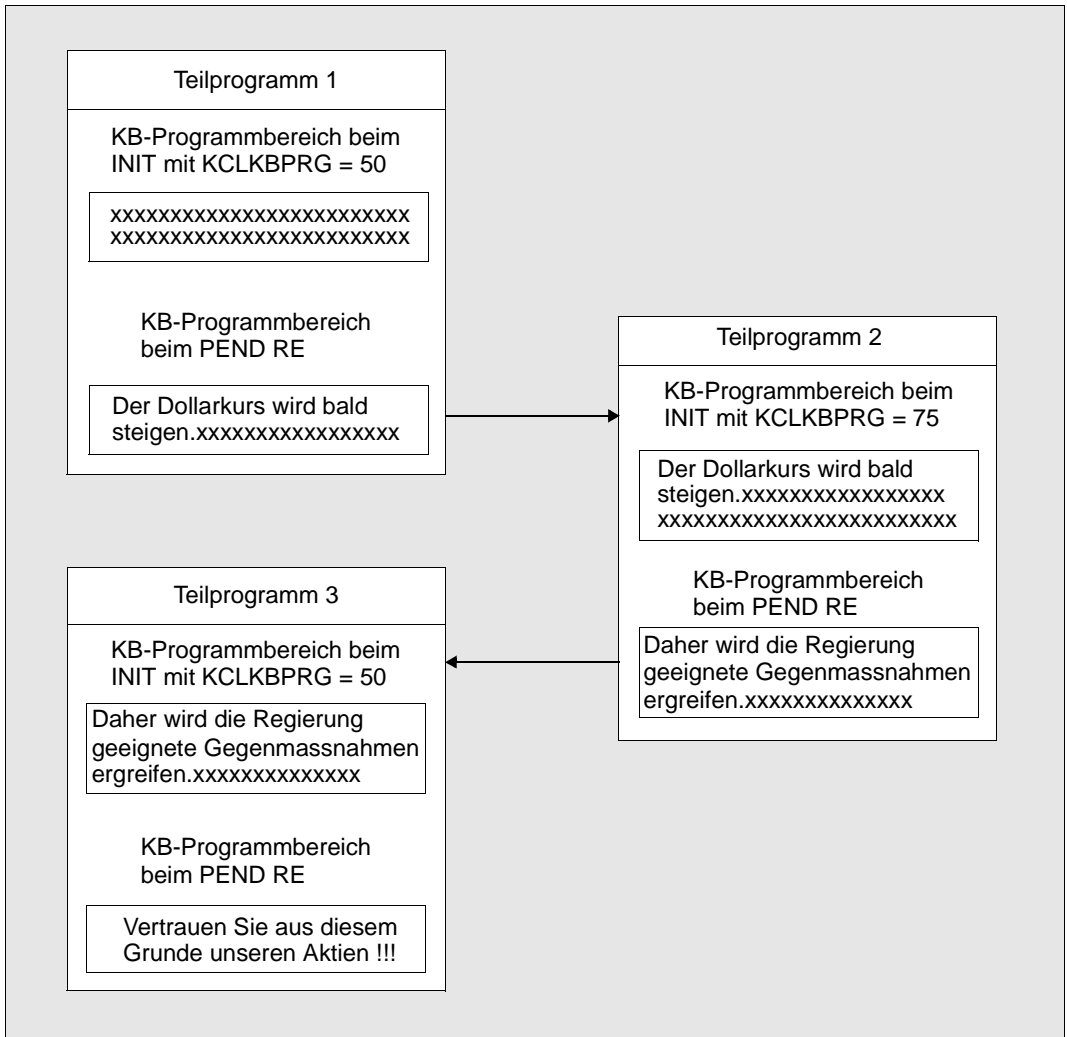 Teilprogramm 1
KB-Programmbereich beim
INIT mit KCLKBPRG = 50
xxxxxxxxxxxxxxxxxxxxxxxxx
xxxxxxxxxxxxxxxxxxxxxxxxx
KB-Programmbereich
beim PEND RE
Der Dollarkurs wird bald
steigen.xxxxxxxxxxxxxxxxx
Teilprogramm 2
KB-Programmbereich beim
INIT mit KCLKBPRG = 75
Der Dollarkurs wird bald
steigen.xxxxxxxxxxxxxxxxx
xxxxxxxxxxxxxxxxxxxxxxxxx
KB-Programmbereich
beim PEND RE
Daher wird die Regierung
geeignete Gegenmassnahmen
ergreifen.xxxxxxxxxxxxxx
Teilprogramm 3
KB-Programmbereich beim
INIT mit KCLKBPRG = 50
Daher wird die Regierung
geeignete Gegenmassnahmen
ergreifen.xxxxxxxxxxxxxx
KB-Programmbereich
beim PEND RE
Vertrauen Sie aus diesem
Grunde unseren Aktien !!!